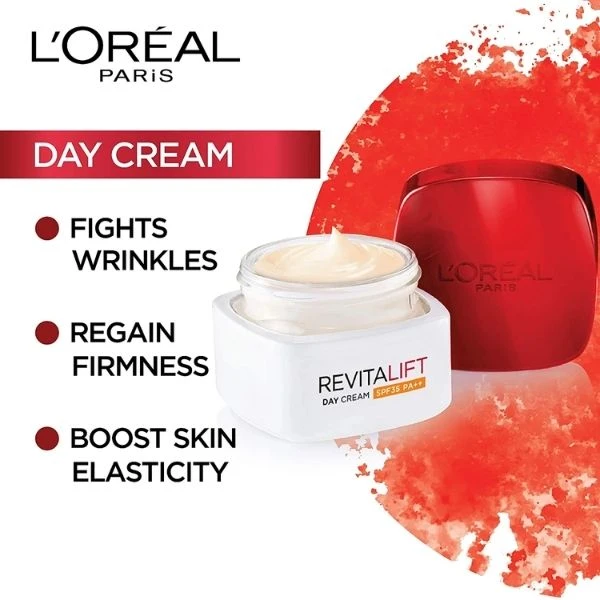 L'ORÉAL
PARiS
DAY CREAM
FIGHTS
WRINKLES
REGAIN
FIRMNESS
BOOST SKIN
ELASTICITY
L'ORÉAL
PARIS
REVITALIFT
DAY CREAM SPF35 PA++